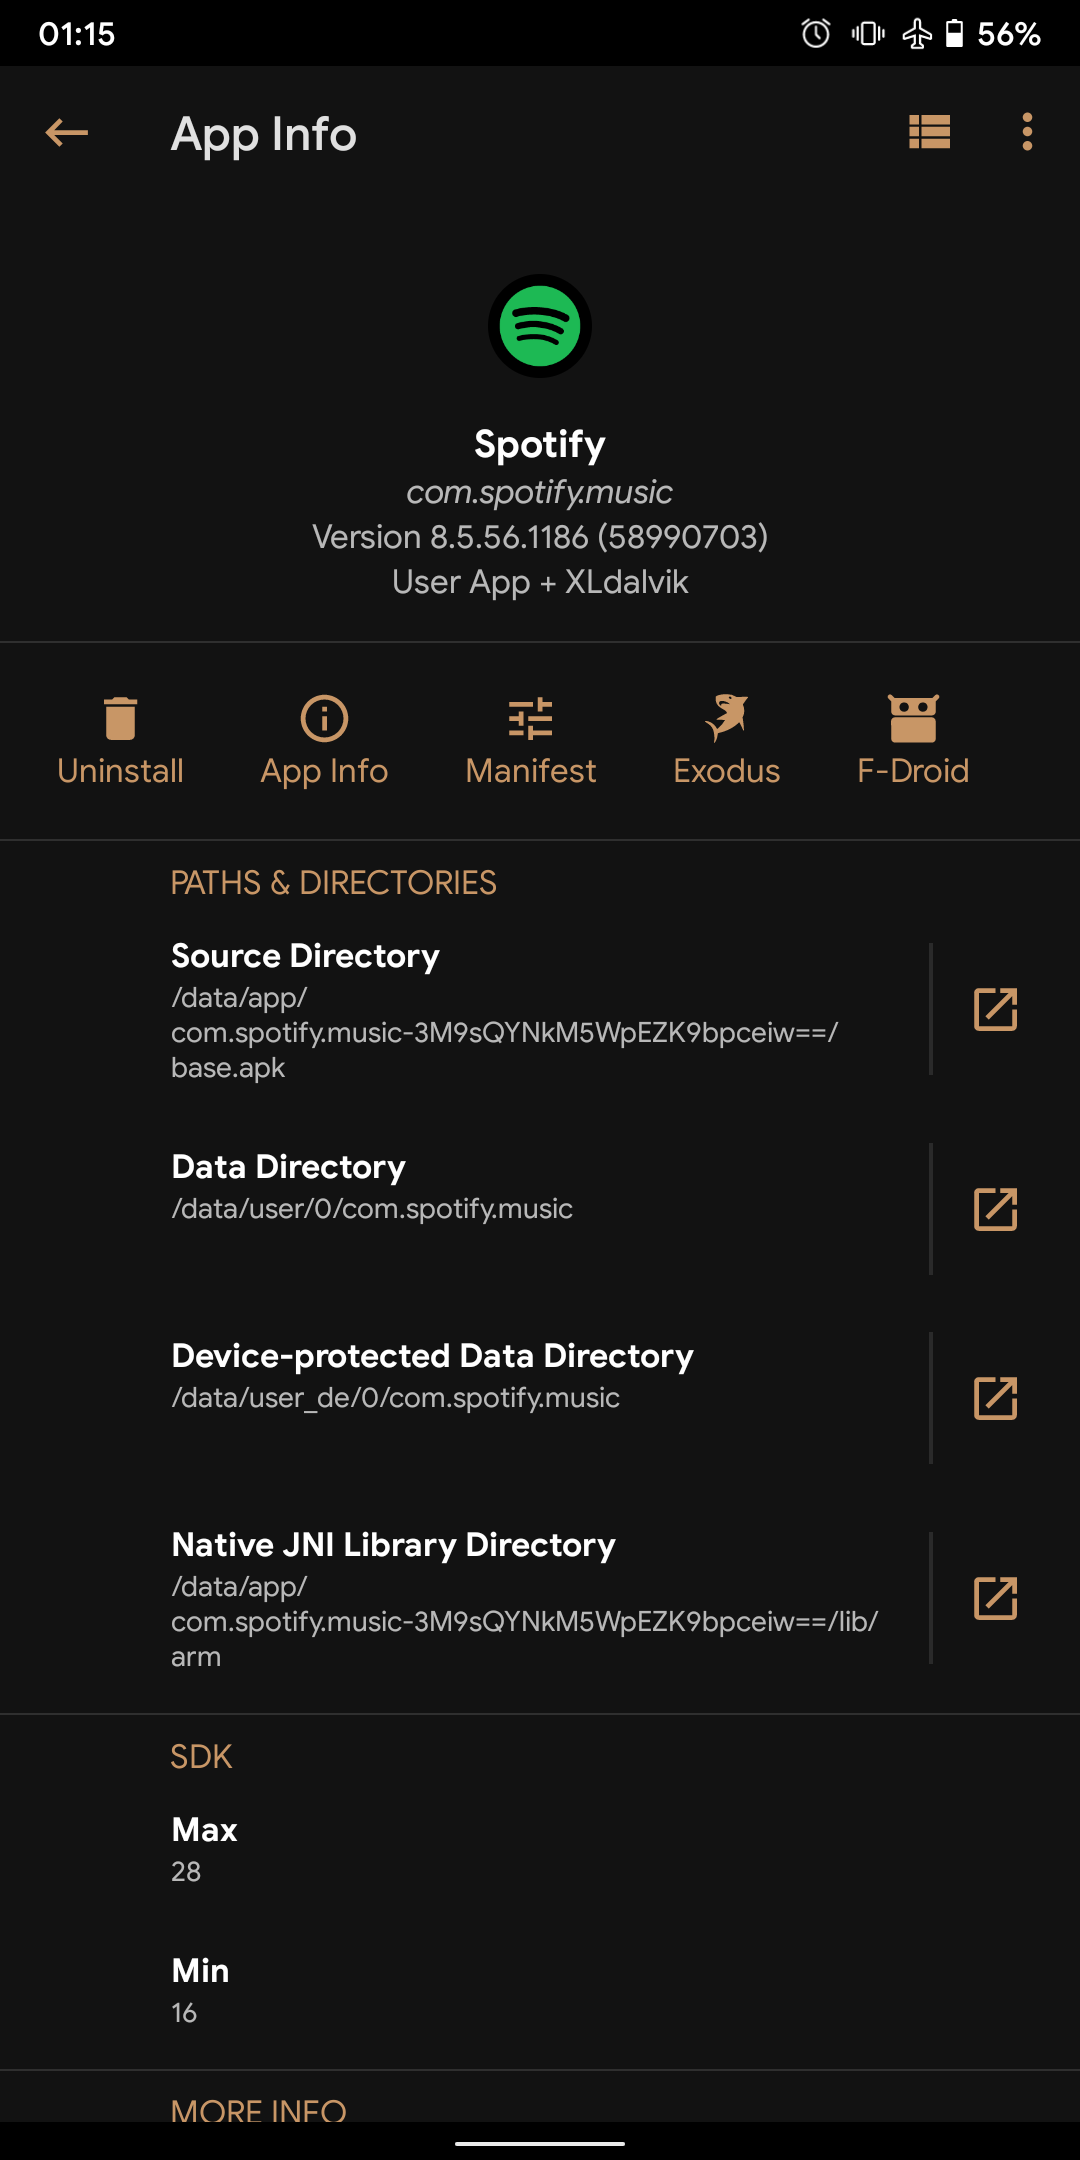 01:15
56%
App Info
Spotify
com.spotify.music
Version 8.5.56.1186 (58990703)
User App + XLdalvik
Uninstall
App Info
Manifest
Exodus
F-Droid
PATHS & DIRECTORIES
Source Directory
/data/app/
com.spotify.music-3M9sQYNkM5WpEZK9bpceiw==/
base.apk
Data Directory
/data/user/0/com.spotify.music
Device-protected Data Directory
/data/user_de/0/com.spotify.music
Native JNI Library Directory
/data/app/
com.spotify.music-3M9sQYNkM5WpEZK9bpceiw==/lib/
arm
SDK
Max
28
Min
16
MORE INFO